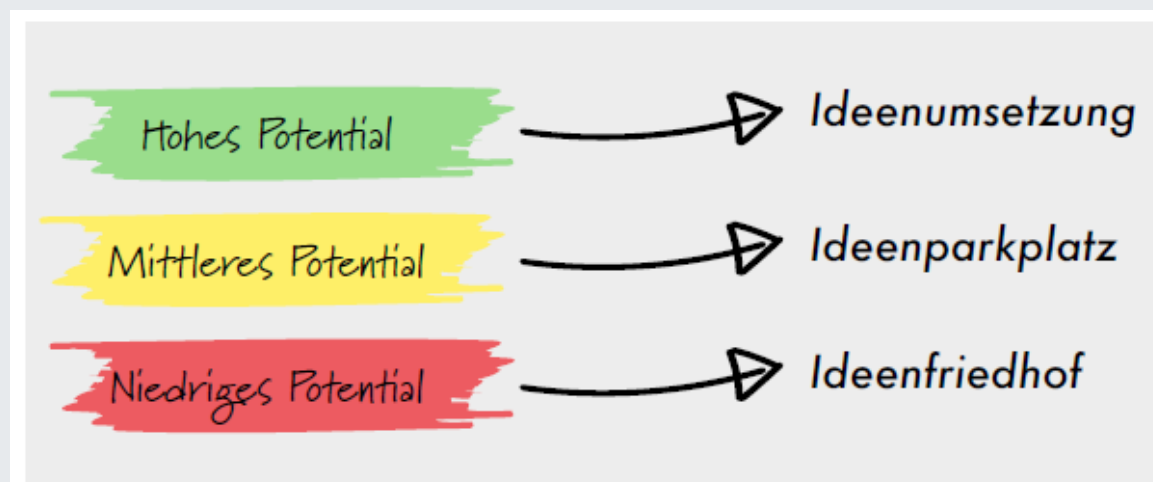 Hohes Potential
Ideenumsetzung
Mittleres Potential
Ideenparkplatz
Niedriges Potential
Ideenfriedhof